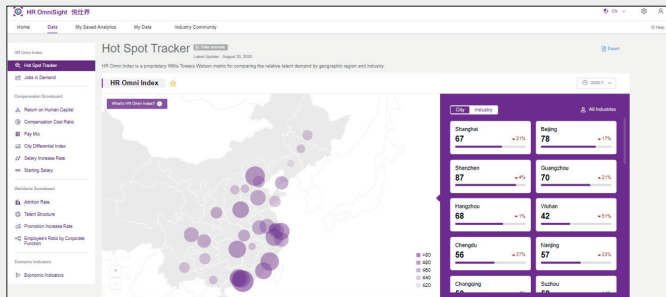 HR OmniSight 悦仕界
EN
Home
Data
My Saved Analytics
My Data
Industry Community
Help
HR Omni Index
Hot Spot Tracker
Jobs in Demand
Compensation Scoreboard
Return on Human Capital
Compensation Cost Ratio
Pay Mix
City Differential Index
Salary Increase Rate
Starting Salary
Workforce Scoreboard
Attrition Rate
Talent Structure
Promotion Increase Rate
Employee's Ratio by Corporate
Function
Economic Indicators
Economic Indicators
Hot Spot Tracker
Latest Update: August 20, 2020
Export
HR Omni Index is a proprietary Willis Towers Watson metric for comparing the relative talent demand by geographic region and industry.
HR Omni Index
2020.7
What's HR Omni Index?
>80
≤80
≤60
≤40
≤20
City
Industry
All Industries
Shanghai
67
21%
Beijing
78
17%
Shenzhen
87
4%
Guangzhou
70
21%
Hangzhou
68
1%
Wuhan
42
51%
Chengdu
56
27%
Nanjing
57
23%
Chongqing
Suzhou